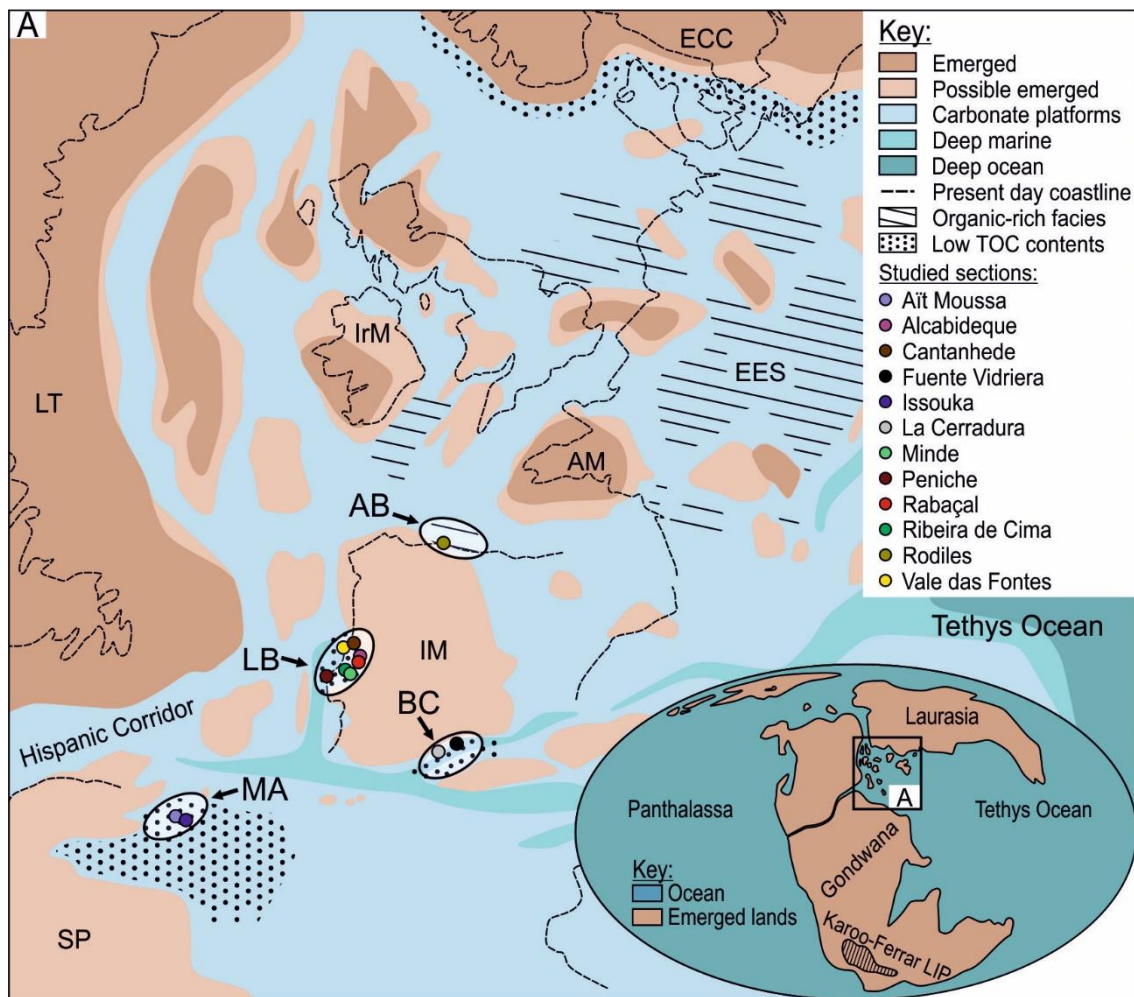 A
ECC
IrM
LT
EES
AM
AB
IM
LB
BC
Hispanic Corridor
MA
SP
Tethys Ocean
Key:
Emerged
Possible emerged
Carbonate platforms
Deep marine
Deep ocean
Present day coastline
Organic-rich facies
Low TOC contents
Studied sections:
Aït Moussa
Alcabideque
Cantanhede
Fuente Vidriera
Issouka
La Cerradura
Minde
Peniche
Rabaçal
Ribeira de Cima
Rodiles
Vale das Fontes
Laurasia
A
Panthalassa
Tethys Ocean
Gondwana
Key:
Ocean
Emerged lands
Karoo-Ferrar LIP